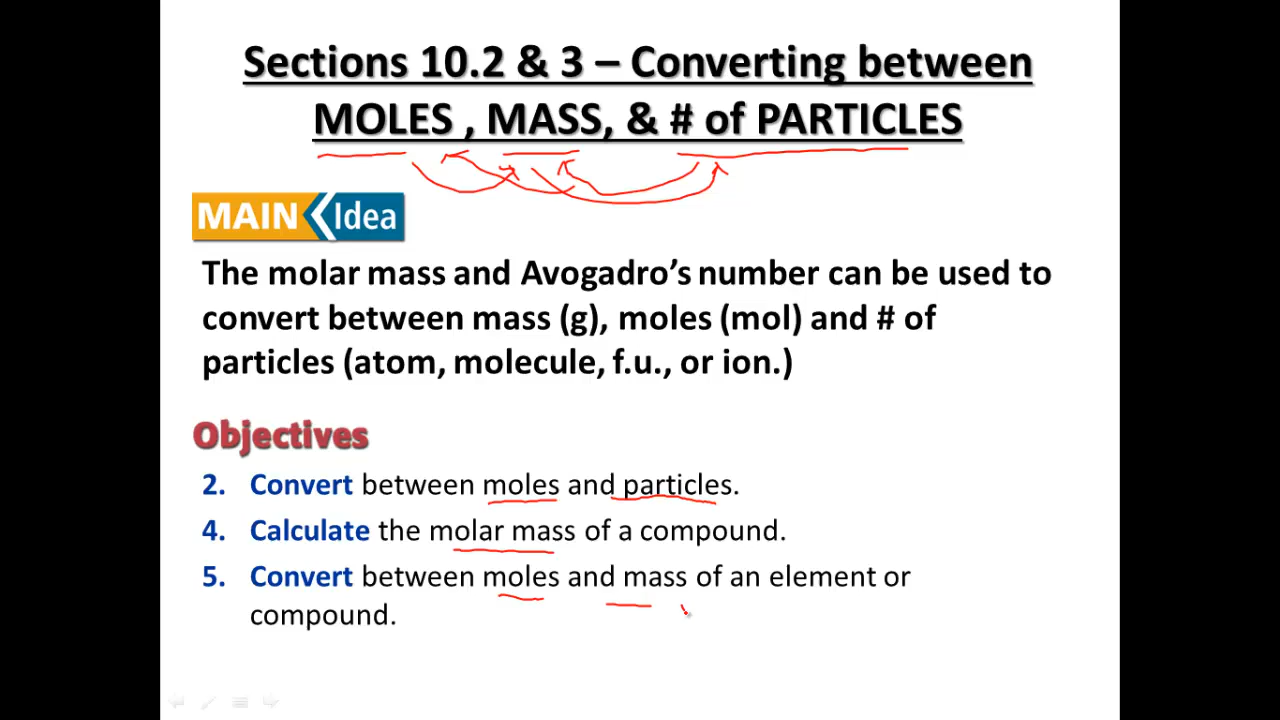 Sections 10.2 & 3 – Converting between
MOLES , MASS, & # of PARTICLES
MAIN Idea
The molar mass and Avogadro’s number can be used to
convert between mass (g), moles (mol) and # of
particles (atom, molecule, f.u., or ion.)
Objectives
2. Convert between moles and particles.
4. Calculate the molar mass of a compound.
5. Convert between moles and mass of an element or
compound.